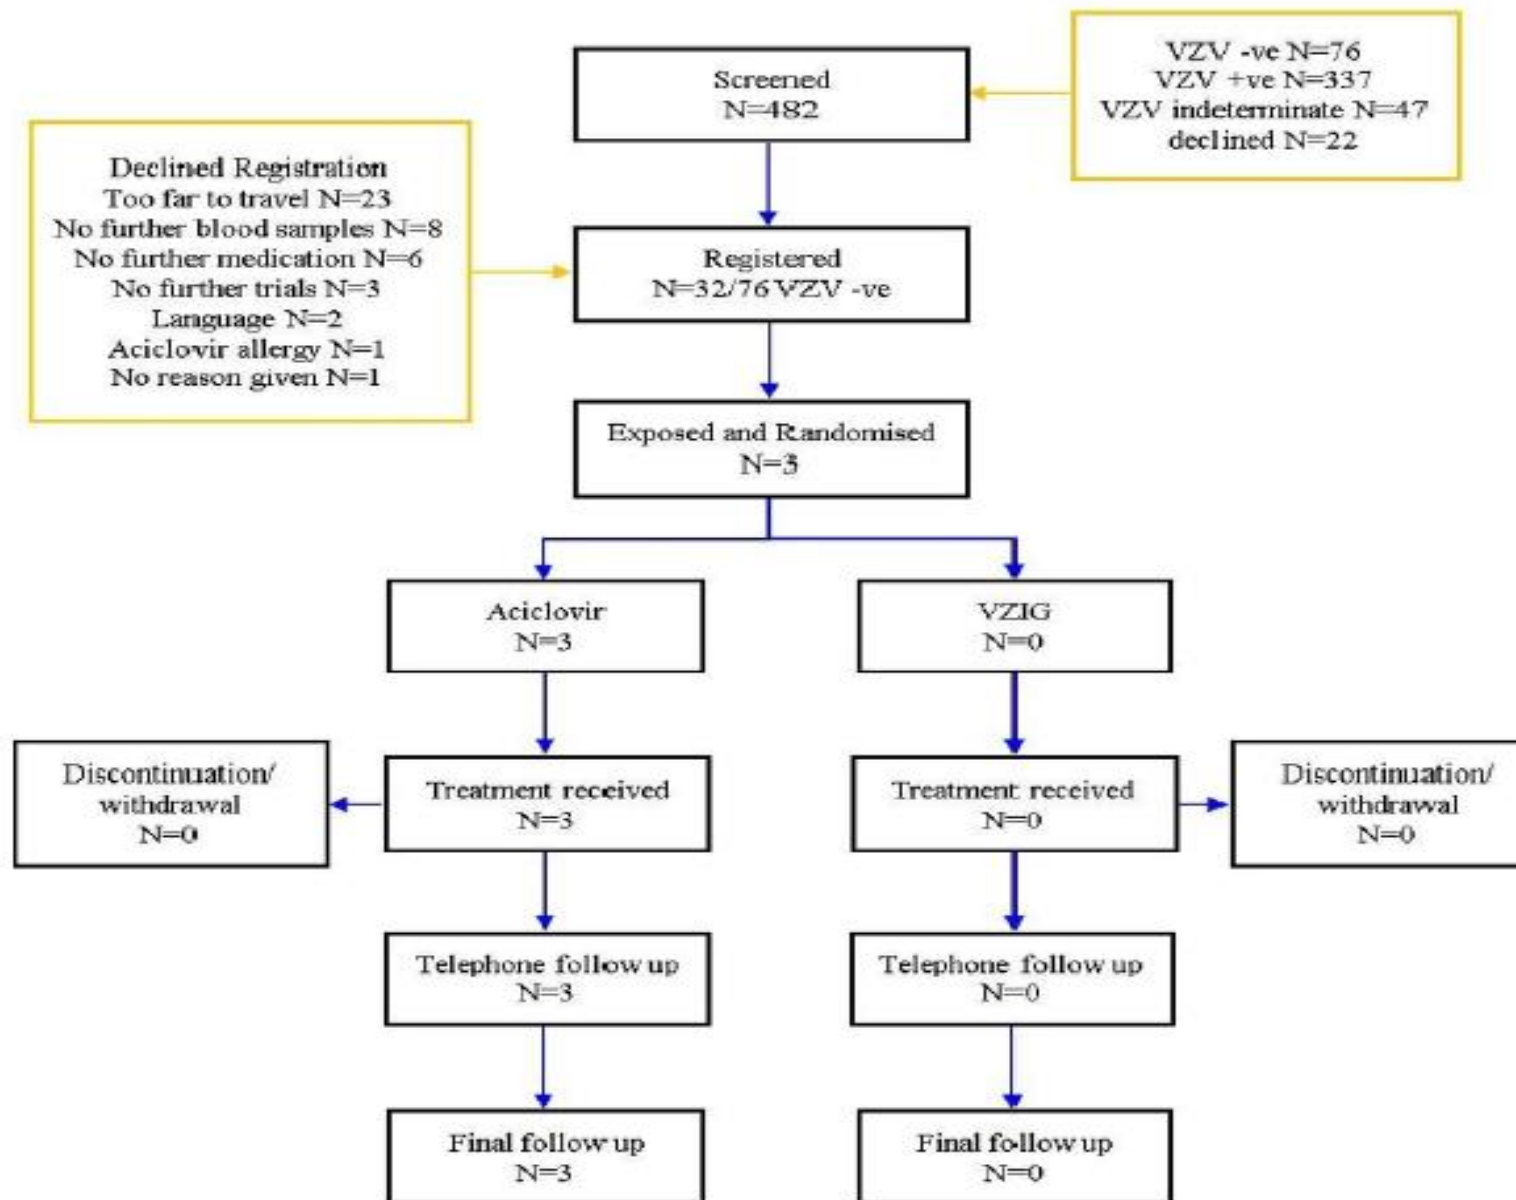 Screened
N=482
VZV -ve N=76
VZV +ve N=337
VZV indeterminate N=47
declined N=22
Declined Registration
Too far to travel N=23
No further blood samples N=8
No further medication N=6
No further trials N=3
Language N=2
Aciclovir allergy N=1
No reason given N=1
Registered
N=32/76 VZV -ve
Exposed and Randomised
N=3
Aciclovir
N=3
VZIG
N=0
Discontinuation/
withdrawal
N=0
Treatment received
N=3
Treatment received
N=0
Discontinuation/
withdrawal
N=0
Telephone follow up
N=3
Telephone follow up
N=0
Final follow up
N=3
Final follow up
N=0